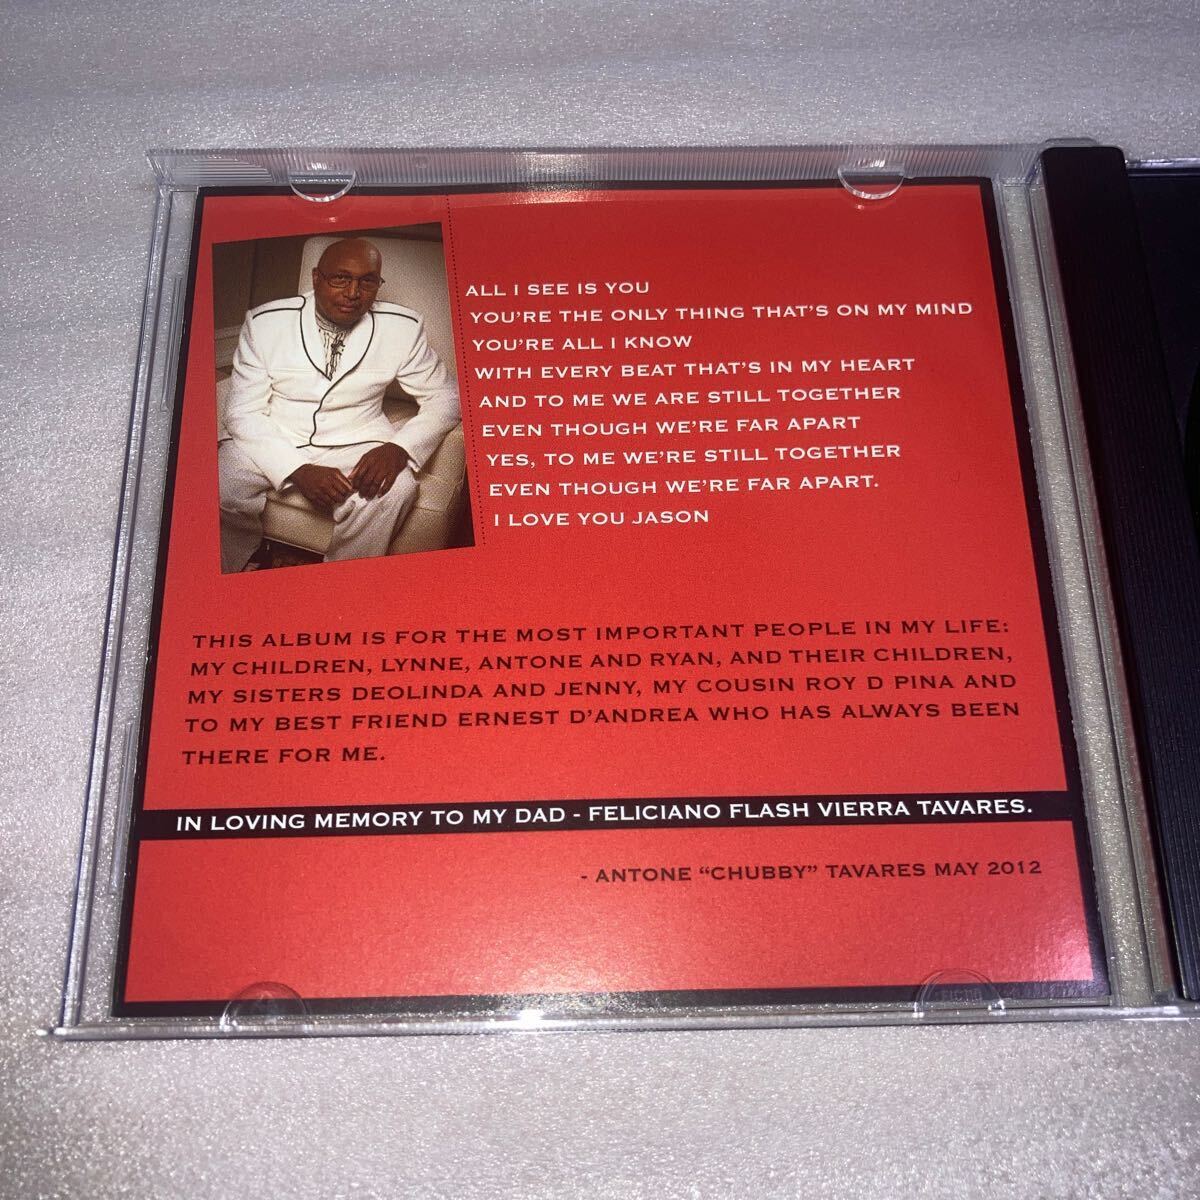 ALL I SEE IS YOU
YOU'RE THE ONLY THING THAT'S ON MY MIND
YOU'RE ALL I KNOW
WITH EVERY BEAT THAT'S IN MY HEART
AND TO ME WE ARE STILL TOGETHER
EVEN THOUGH WE'RE FAR APART
YES, TO ME WE'RE STILL TOGETHER
EVEN THOUGH WE'RE FAR APART.
I LOVE YOU JASON
THIS ALBUM IS FOR THE MOST IMPORTANT PEOPLE IN MY LIFE:
MY CHILDREN, LYNNE, ANTONE AND RYAN, AND THEIR CHILDREN,
MY SISTERS DEOLINDA AND JENNY, MY COUSIN ROY D PINA AND
TO MY BEST FRIEND ERNEST D'ANDREA WHO HAS ALWAYS BEEN
THERE FOR ME.
IN LOVING MEMORY TO MY DAD - FELICIANO FLASH VIERRA TAVARES.
- ANTONE “CHUBBY” TAVARES MAY 2012